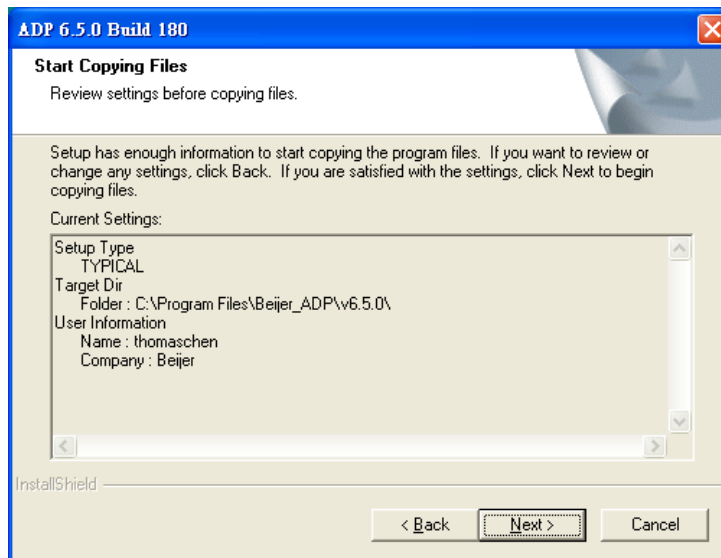 ADP 6.5.0 Build 180
Start Copying Files
Review settings before copying files.
Setup has enough information to start copying the program files. If you want to review or
change any settings, click Back. If you are satisfied with the settings, click Next to begin
copying files.
Current Settings:
Setup Type
TYPICAL
Target Dir
Folder : C:\Program Files\Beijer_ADP\v6.5.0\
User Information
Name : thomaschen
Company : Beijer
InstallShield
< Back
Next >
Cancel